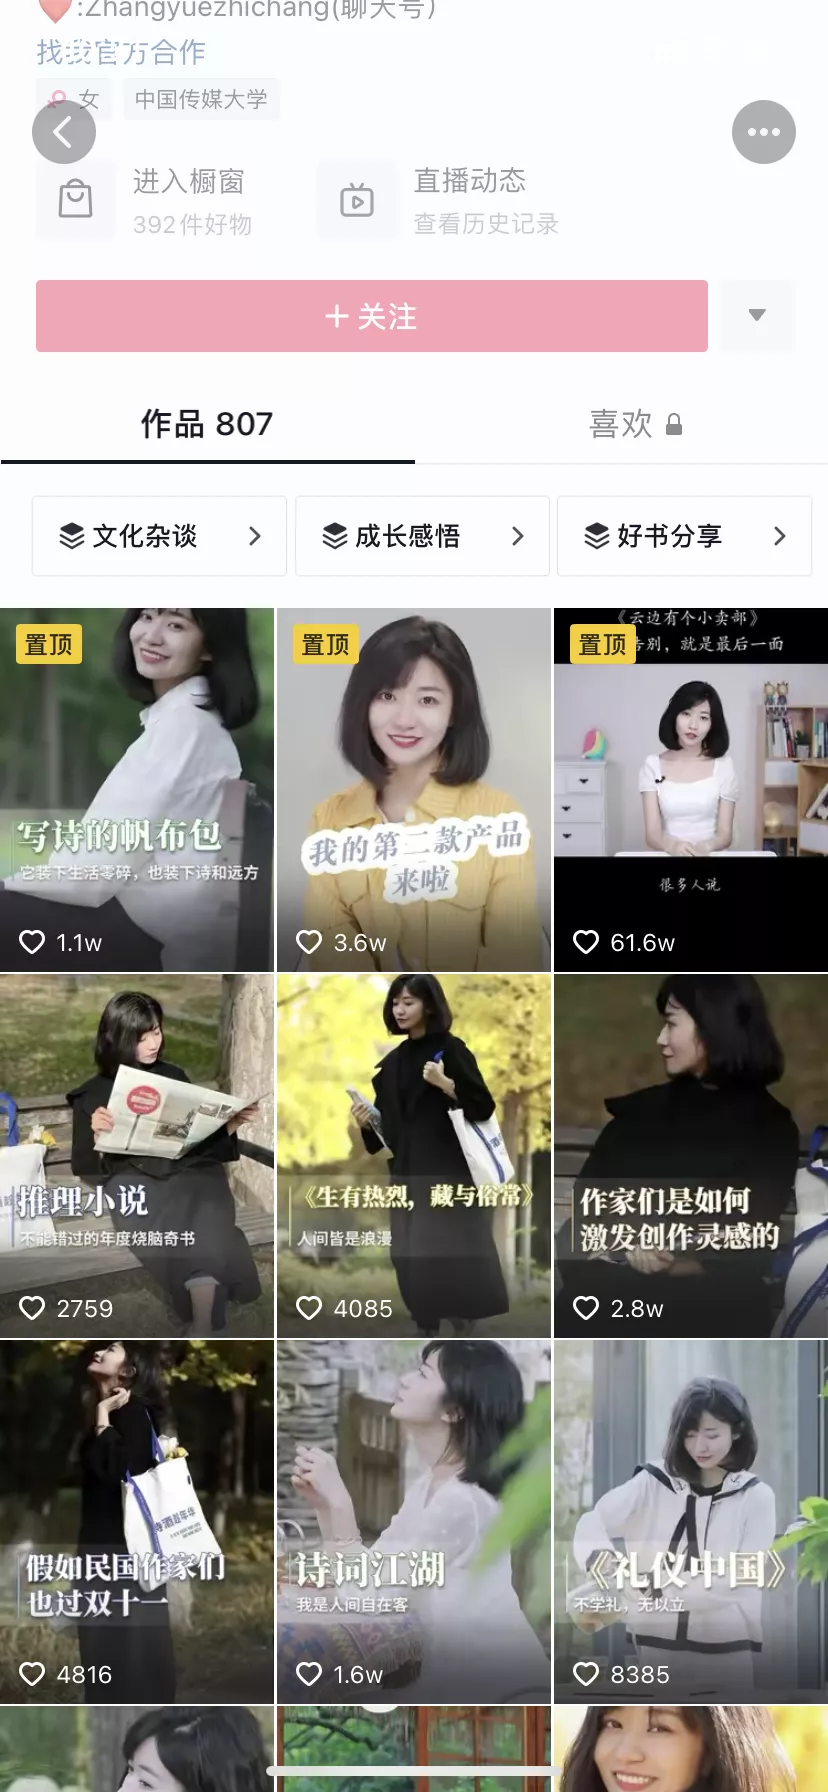 :Zhangyuezhichang(聊天号)
找我官方合作
女
中国传媒大学
进入橱窗
直播动态
392件好物
查看历史记录
关注
作品 807
喜欢
文化杂谈
成长感悟
好书分享
置顶
写诗的帆布包
它装下生活零碎，也装下诗和远方
1.1w
置顶
我的第二款产品
来啦
3.6w
《云边有个小卖部》
置顶
告别，就是最后一面
很多人说
61.6w
推理小说
不能错过的年度烧脑奇书
2759
《生有热烈，藏与俗常》
人间皆是浪漫
4085
作家们是如何
激发创作灵感的
2.8w
假如民国作家们
也过双十一
4816
诗词江湖
我是人间自在客
1.6w
《礼仪中国》
不学礼，无以立
8385